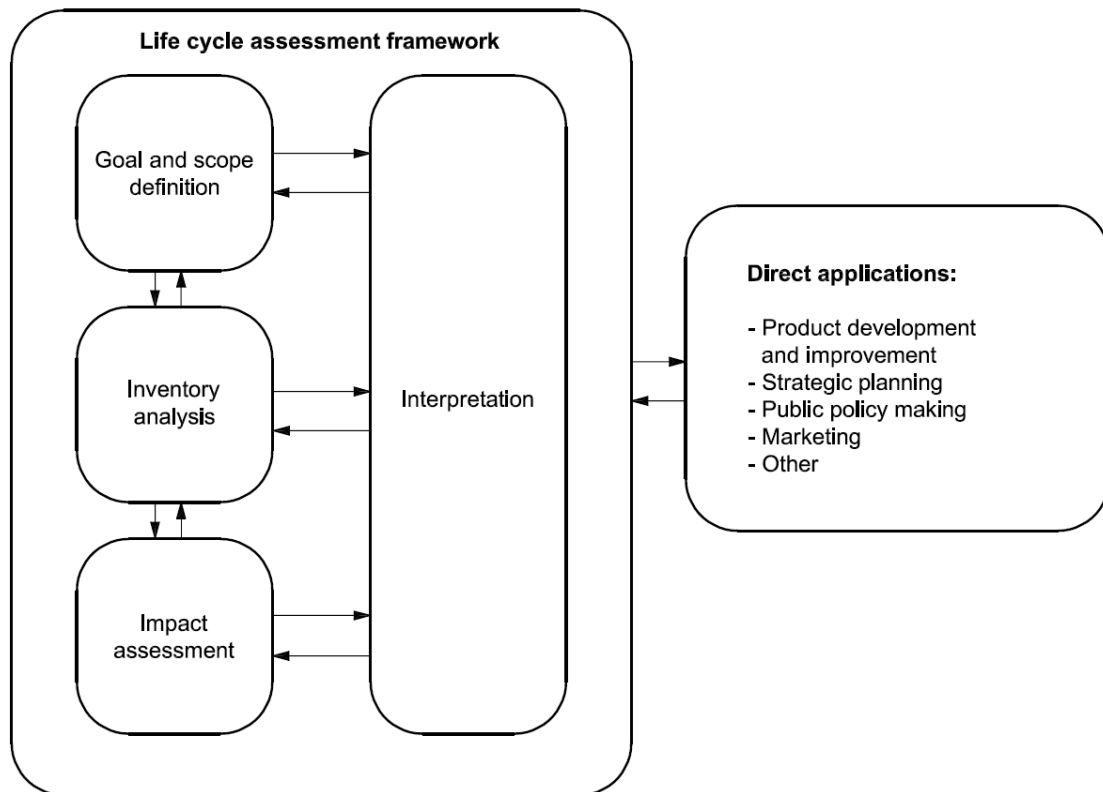 Life cycle assessment framework
Goal and scope
definition
Inventory
analysis
Impact
assessment
Interpretation
Direct applications:
- Product development
and improvement
- Strategic planning
- Public policy making
- Marketing
- Other